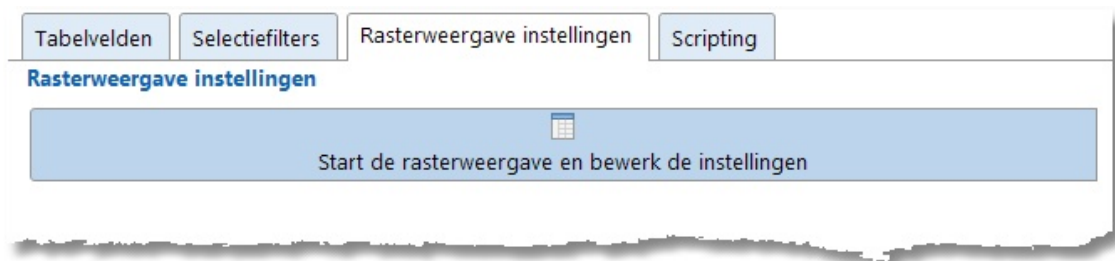 Tabelvelden Selectiefilters Rasterweergave instellingen Scripting
Rasterweergave instellingen
Start de rasterweergave en bewerk de instellingen